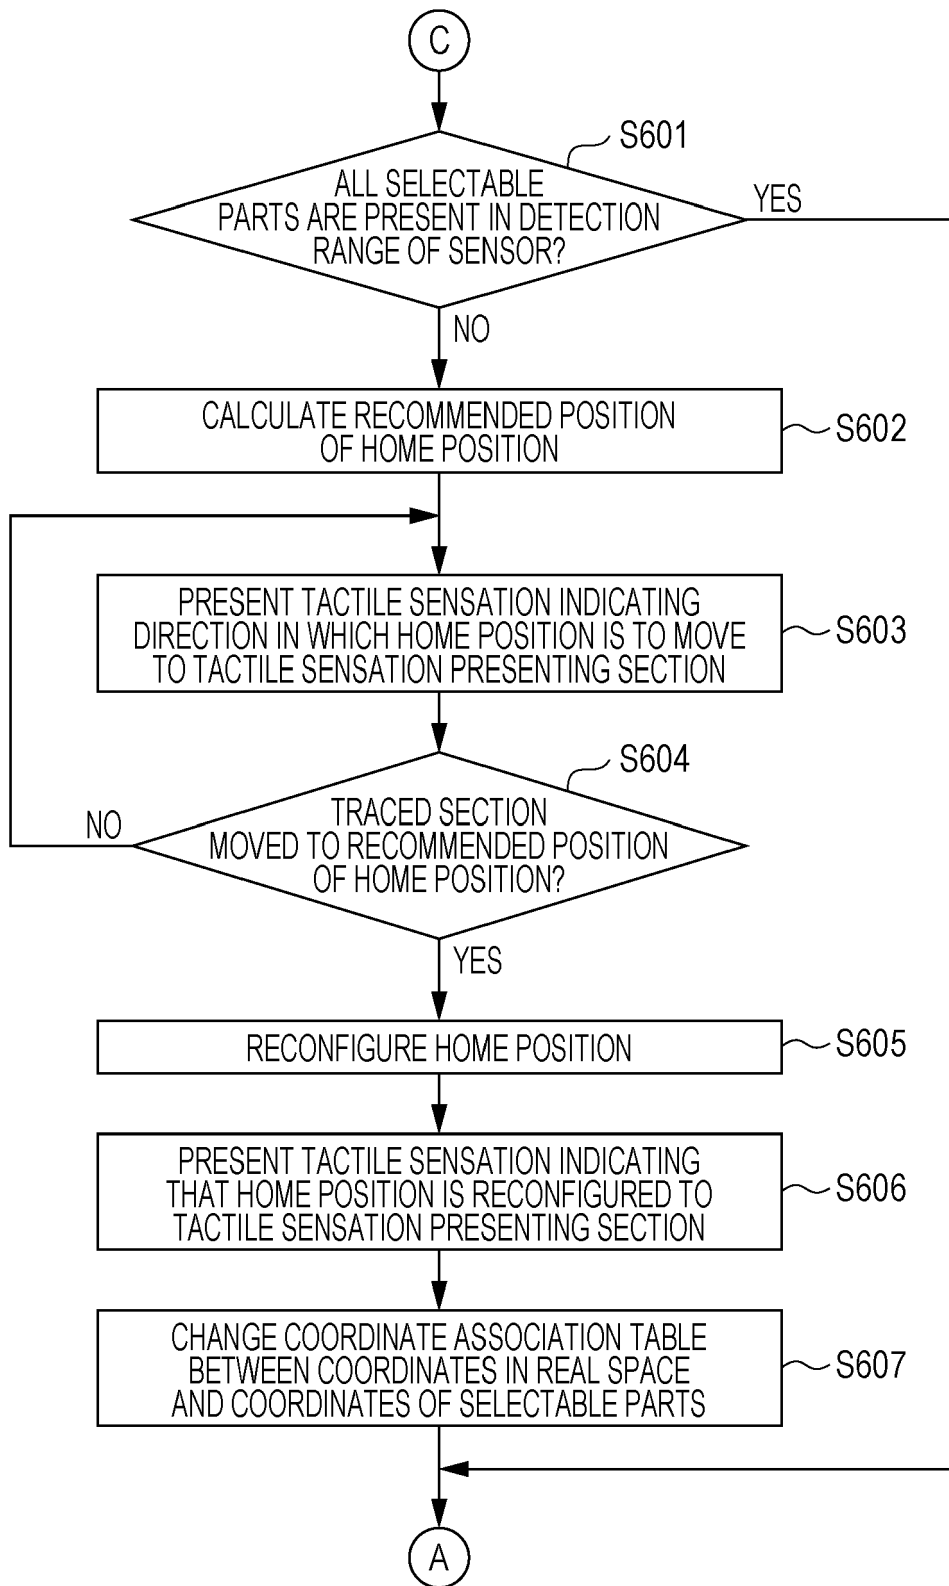 C
S601
ALL SELECTABLE
PARTS ARE PRESENT IN DETECTION
RANGE OF SENSOR?
YES
NO
CALCULATE RECOMMENDED POSITION
OF HOME POSITION
S602
PRESENT TACTILE SENSATION INDICATING
DIRECTION IN WHICH HOME POSITION IS TO MOVE
TO TACTILE SENSATION PRESENTING SECTION
S603
S604
TRACED SECTION
MOVED TO RECOMMENDED POSITION
OF HOME POSITION?
NO
YES
RECONFIGURE HOME POSITION
S605
PRESENT TACTILE SENSATION INDICATING
THAT HOME POSITION IS RECONFIGURED TO
TACTILE SENSATION PRESENTING SECTION
S606
CHANGE COORDINATE ASSOCIATION TABLE
BETWEEN COORDINATES IN REAL SPACE
AND COORDINATES OF SELECTABLE PARTS
S607
A